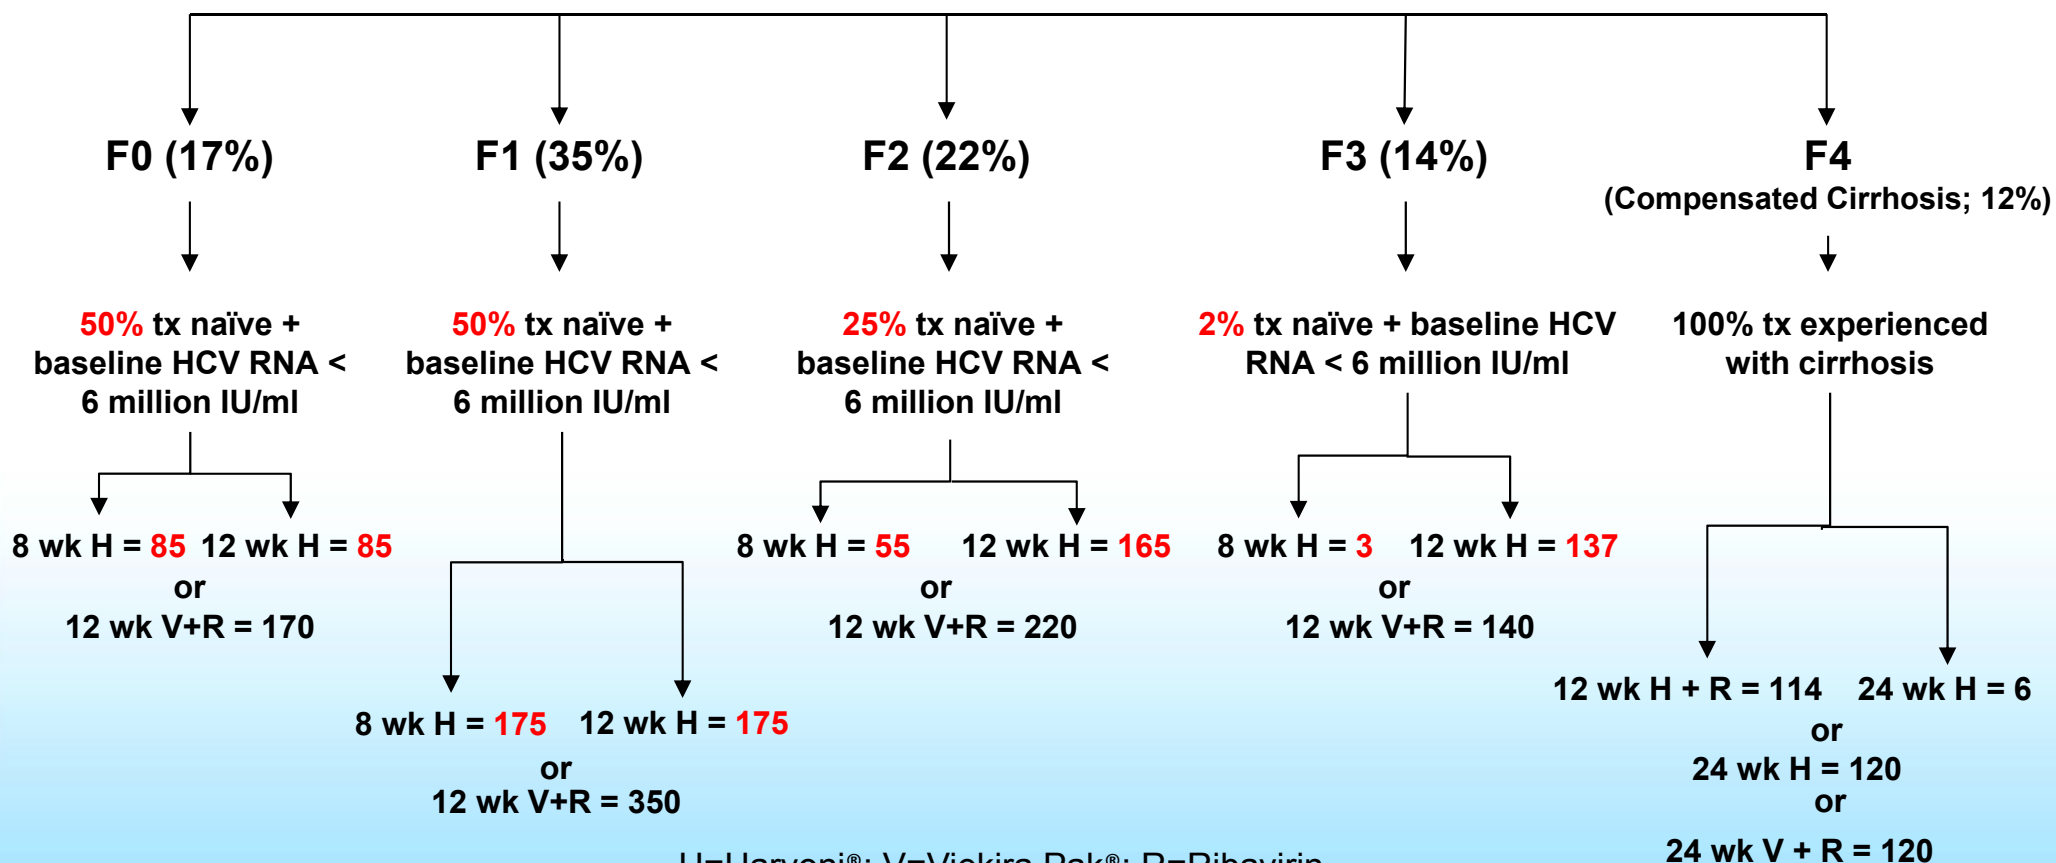 F0 (17%)
F1 (35%)
F2 (22%)
F3 (14%)
F4
(Compensated Cirrhosis; 12%)
50% tx naïve +
baseline HCV RNA <
6 million IU/ml
50% tx naïve +
baseline HCV RNA <
6 million IU/ml
25% tx naïve +
baseline HCV RNA <
6 million IU/ml
2% tx naïve + baseline HCV
RNA < 6 million IU/ml
100% tx experienced
with cirrhosis
8 wk H = 85 12 wk H = 85
or
12 wk V+R = 170
8 wk H = 175 12 wk H = 175
or
12 wk V+R = 350
8 wk H = 55 12 wk H = 165
or
12 wk V+R = 220
8 wk H = 3 12 wk H = 137
or
12 wk V+R = 140
12 wk H + R = 114 24 wk H = 6
or
24 wk H = 120
or
24 wk V + R = 120
H=Harvoni®; V=Viekira Pak®; R=Ribavirin